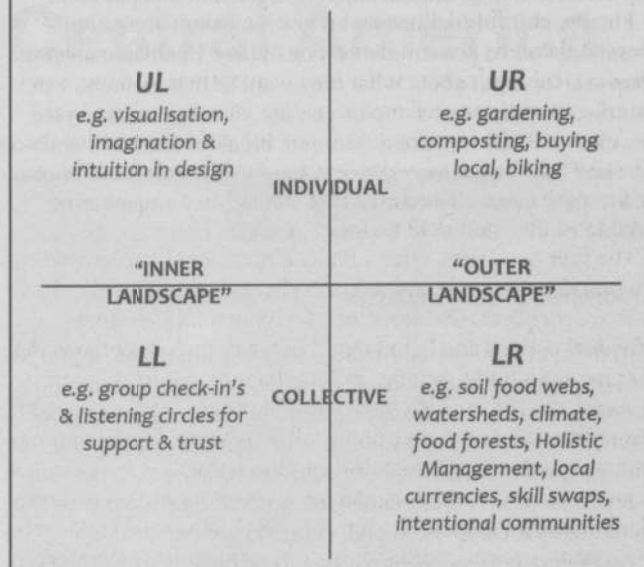 UL
e.g. visualisation,
imagnation &
intuition in design
UR
e.g. gardening,
composting, buying
local, biking
INDIVIDUAL
"INNER
LANDSCAPE"
"OUTER
LANDSCAPE"
LL
e.g. group check-in's
& listening circles for
support & trust
COLLECTIVE
LR
e.g. soil food webs,
watersheds, climate,
food forests, Holistic
Management, local
currencies, skill swaps,
intentional communities